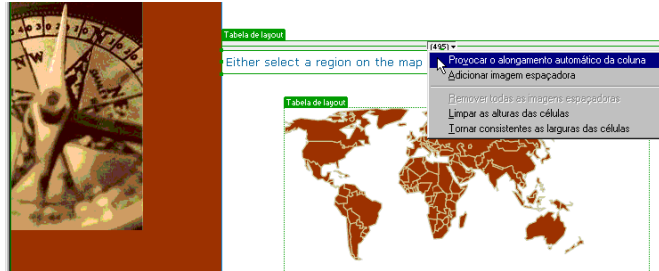 Tabela de layout
(495)
Either select a region on the map
Provocar o alongamento automático da coluna
Adicionar imagem espaçadora
Remover todas as imagens espaçadoras
Limpar as alturas das células
Tornar consistentes as larguras das células
Tabela de layout